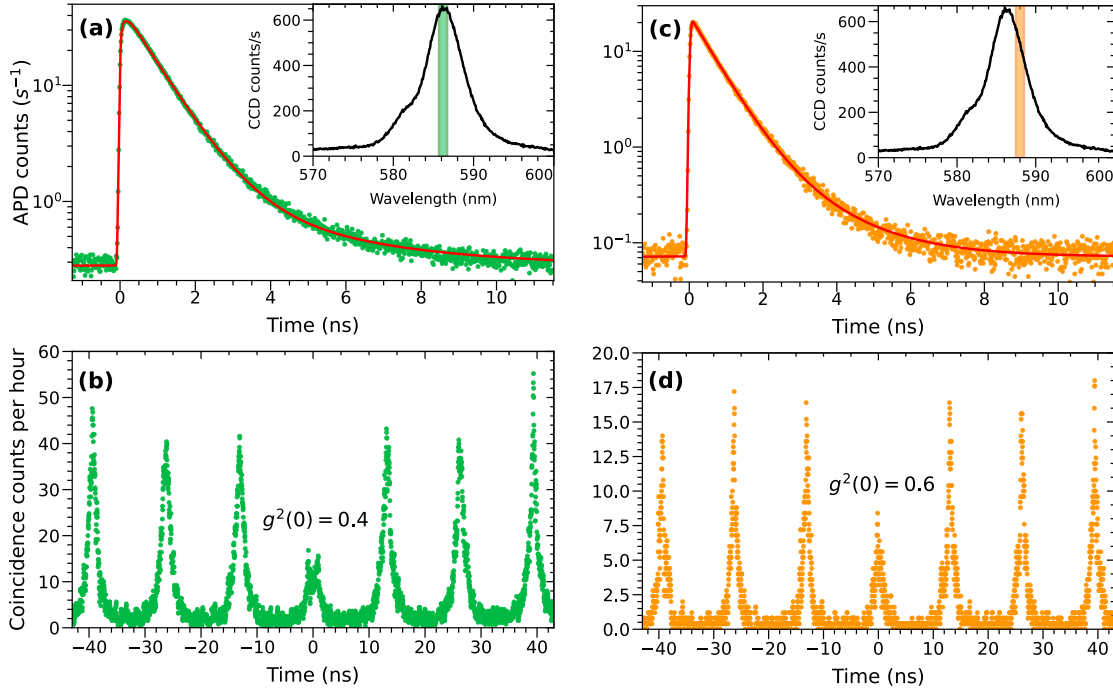 (a)
APD counts (s⁻¹)
10¹
10⁰
0 2 4 6 8 10
Time (ns)
CCD counts/s
600
400
200
0
570 580 590 600
Wavelength (nm)
(c)
10¹
10⁰
10⁻¹
0 2 4 6 8 10
Time (ns)
CCD counts/s
600
400
200
0
570 580 590 600
Wavelength (nm)
(b)
Coincidence counts per hour
60
50
40
30
20
10
0
g²(0) = 0.4
−40 −30 −20 −10 0 10 20 30 40
Time (ns)
(d)
20.0
17.5
15.0
12.5
10.0
7.5
5.0
2.5
0.0
g²(0) = 0.6
−40 −30 −20 −10 0 10 20 30 40
Time (ns)